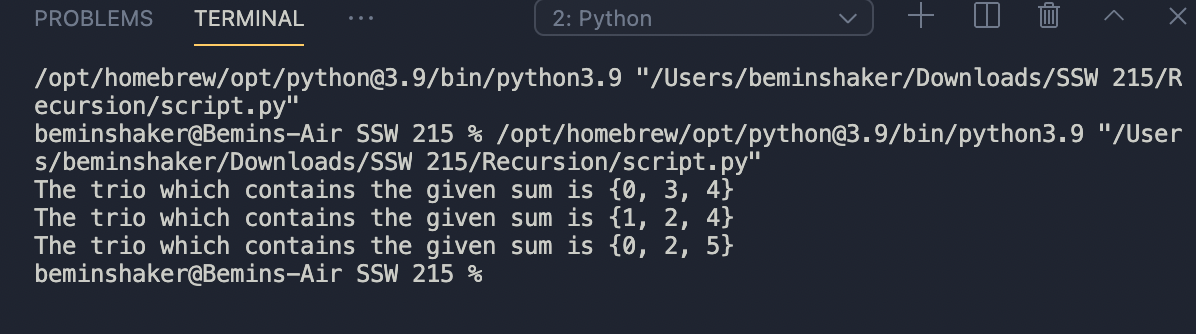 PROBLEMS TERMINAL ··· 2: Python
/opt/homebrew/opt/python@3.9/bin/python3.9 "/Users/beminshaker/Downloads/SSW 215/R
ecursion/script.py"
beminshaker@Bemins-Air SSW 215 % /opt/homebrew/opt/python@3.9/bin/python3.9 "/User
s/beminshaker/Downloads/SSW 215/Recursion/script.py"
The trio which contains the given sum is {0, 3, 4}
The trio which contains the given sum is {1, 2, 4}
The trio which contains the given sum is {0, 2, 5}
beminshaker@Bemins-Air SSW 215 %